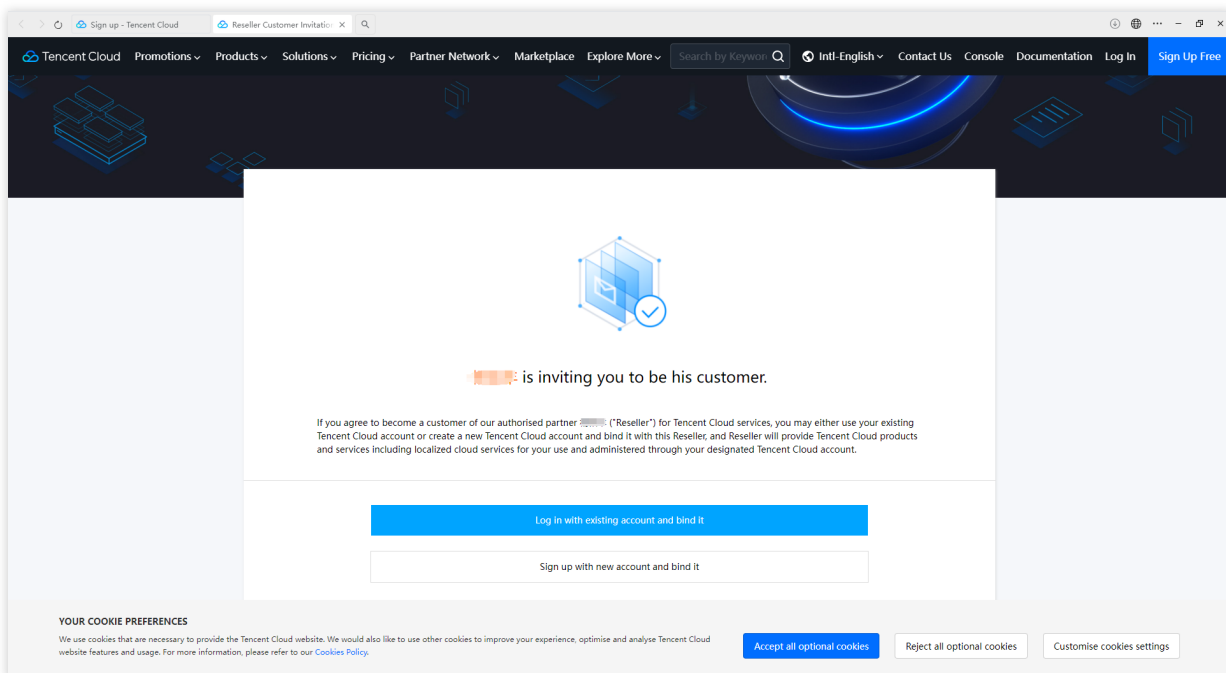 Sign up - Tencent Cloud
Reseller Customer Invitation
Tencent Cloud Promotions Products Solutions Pricing Partner Network Marketplace Explore More Search by Keywor Intl-English Contact Us Console Documentation Log In Sign Up Free
is inviting you to be his customer.
If you agree to become a customer of our authorised partner ("Reseller") for Tencent Cloud services, you may either use your existing
Tencent Cloud account or create a new Tencent Cloud account and bind it with this Reseller, and Reseller will provide Tencent Cloud products
and services including localized cloud services for your use and administered through your designated Tencent Cloud account.
Log in with existing account and bind it
Sign up with new account and bind it
YOUR COOKIE PREFERENCES
We use cookies that are necessary to provide the Tencent Cloud website. We would also like to use other cookies to improve your experience, optimise and analyse Tencent Cloud
website features and usage. For more information, please refer to our Cookies Policy.
Accept all optional cookies
Reject all optional cookies
Customise cookies settings